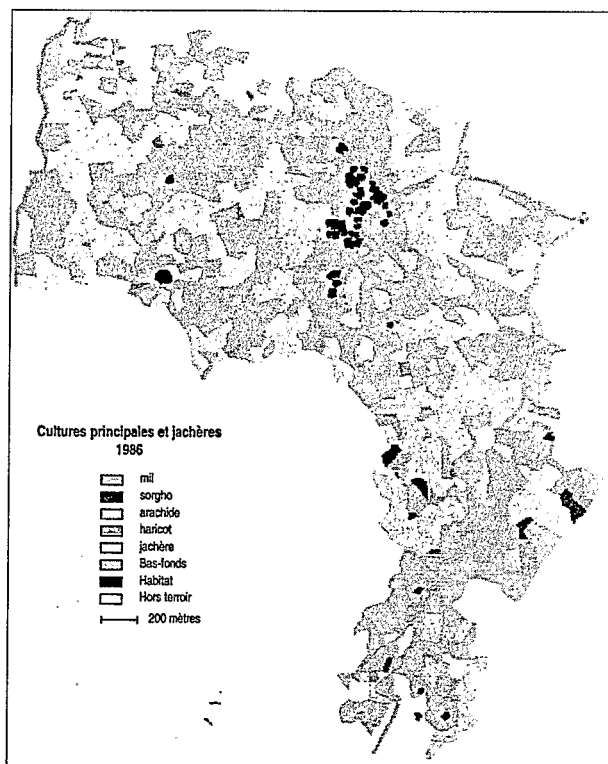 Cultures principales et jachères
1986
mil
sorgho
arachide
haricot
jachère
Bas-fonds
Habitat
Hors terroir
200 mètres